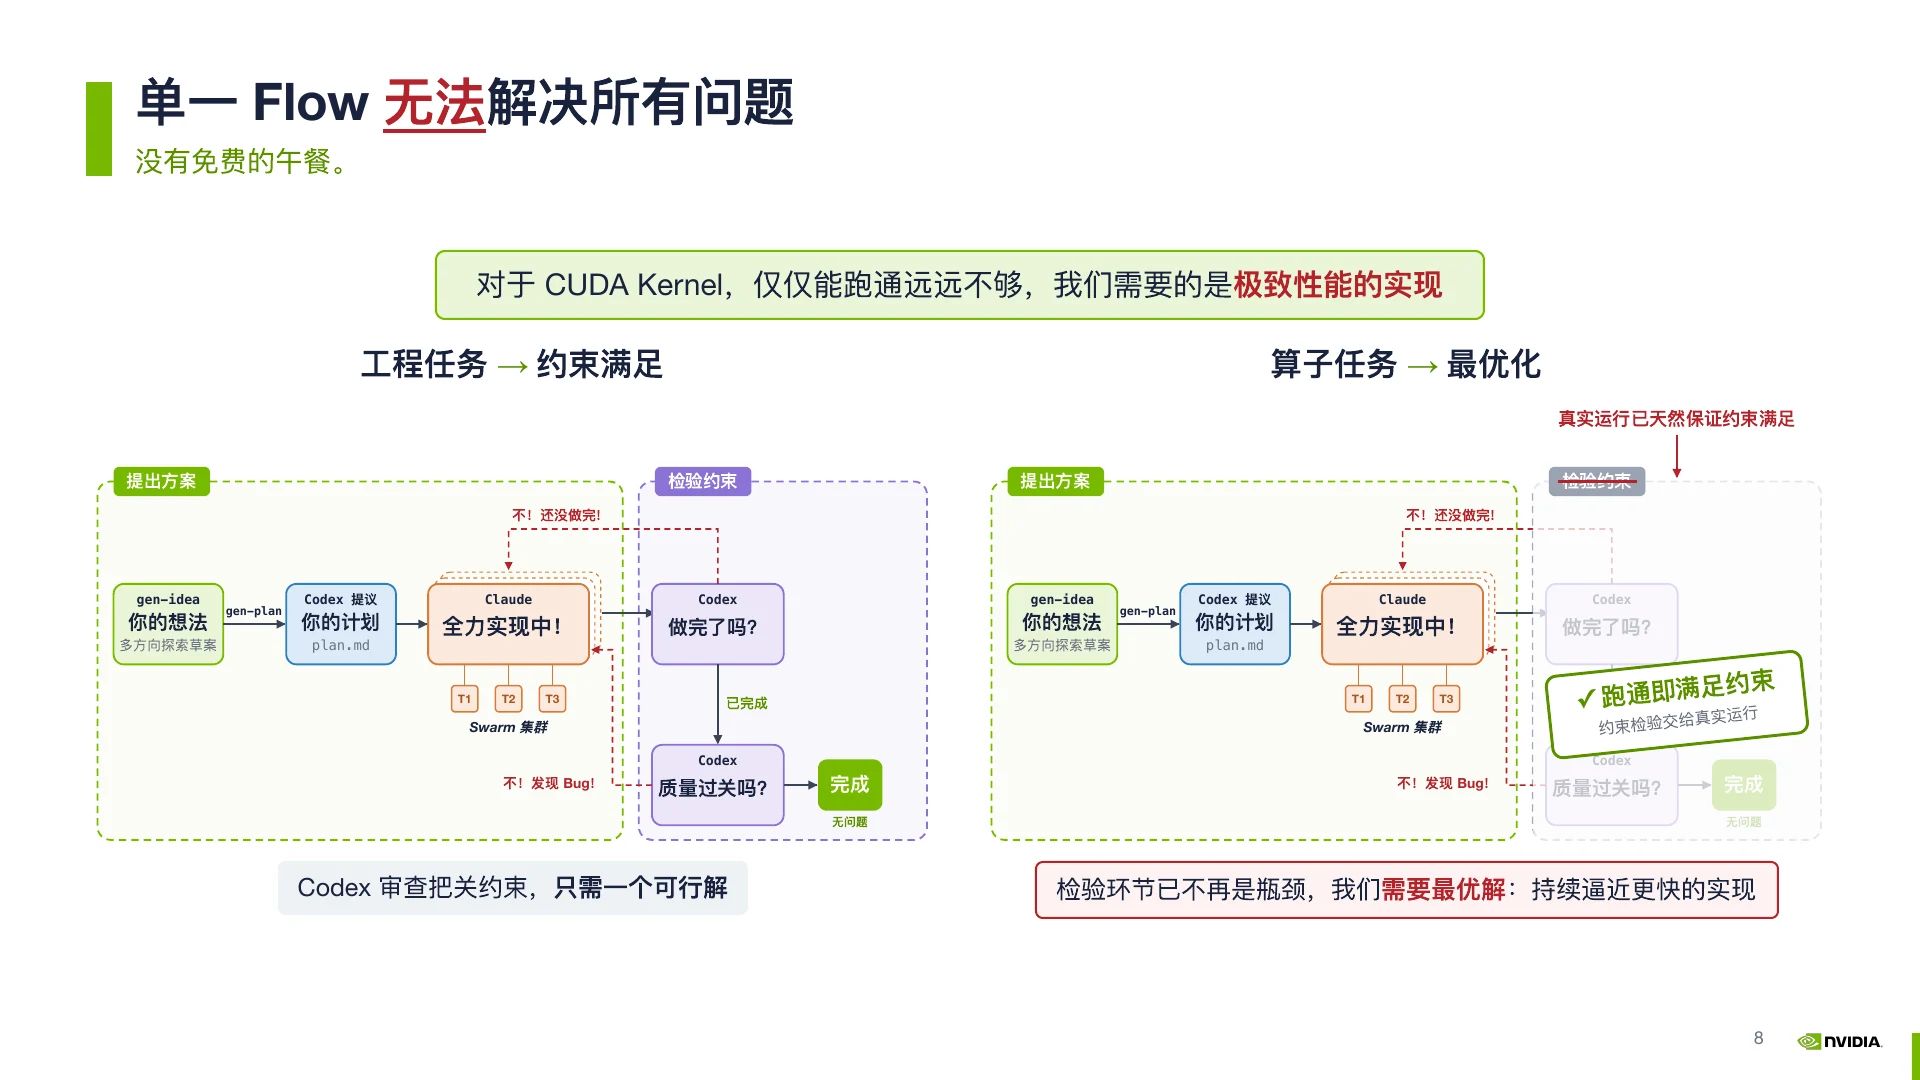 单一 Flow 无法解决所有问题
没有免费的午餐。
对于 CUDA Kernel，仅仅能跑通远远不够，我们需要的是极致性能的实现
工程任务 → 约束满足
提出方案
检验约束
不！还没做完!
gen-idea
你的想法
多方向探索草案
gen-plan
Codex 提议
你的计划
plan.md
Claude
全力实现中！
T1 T2 T3
Swarm 集群
Codex
做完了吗？
已完成
不！发现 Bug!
Codex
质量过关吗？
完成
无问题
Codex 审查把关约束，只需一个可行解
算子任务 → 最优化
真实运行已天然保证约束满足
提出方案
检验约束
不！还没做完!
gen-idea
你的想法
多方向探索草案
gen-plan
Codex 提议
你的计划
plan.md
Claude
全力实现中！
T1 T2 T3
Swarm 集群
Codex
做完了吗？
✓ 跑通即满足约束
约束检验交给真实运行
不！发现 Bug!
Codex
质量过关吗？
完成
无问题
检验环节已不再是瓶颈，我们需要最优解：持续逼近更快的实现
8
NVIDIA